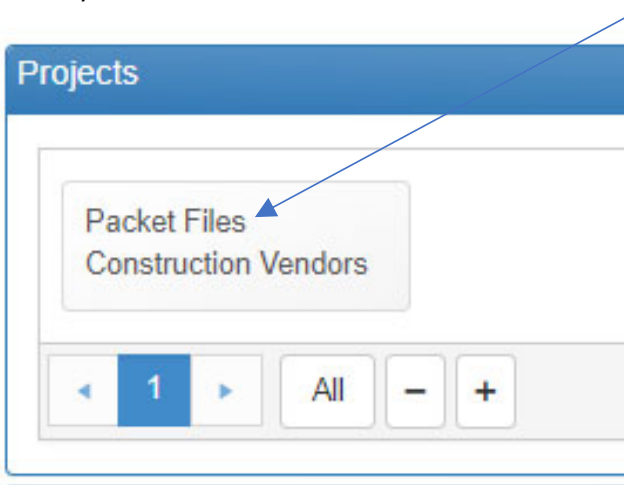 Projects
Packet Files
Construction Vendors
1 All − +